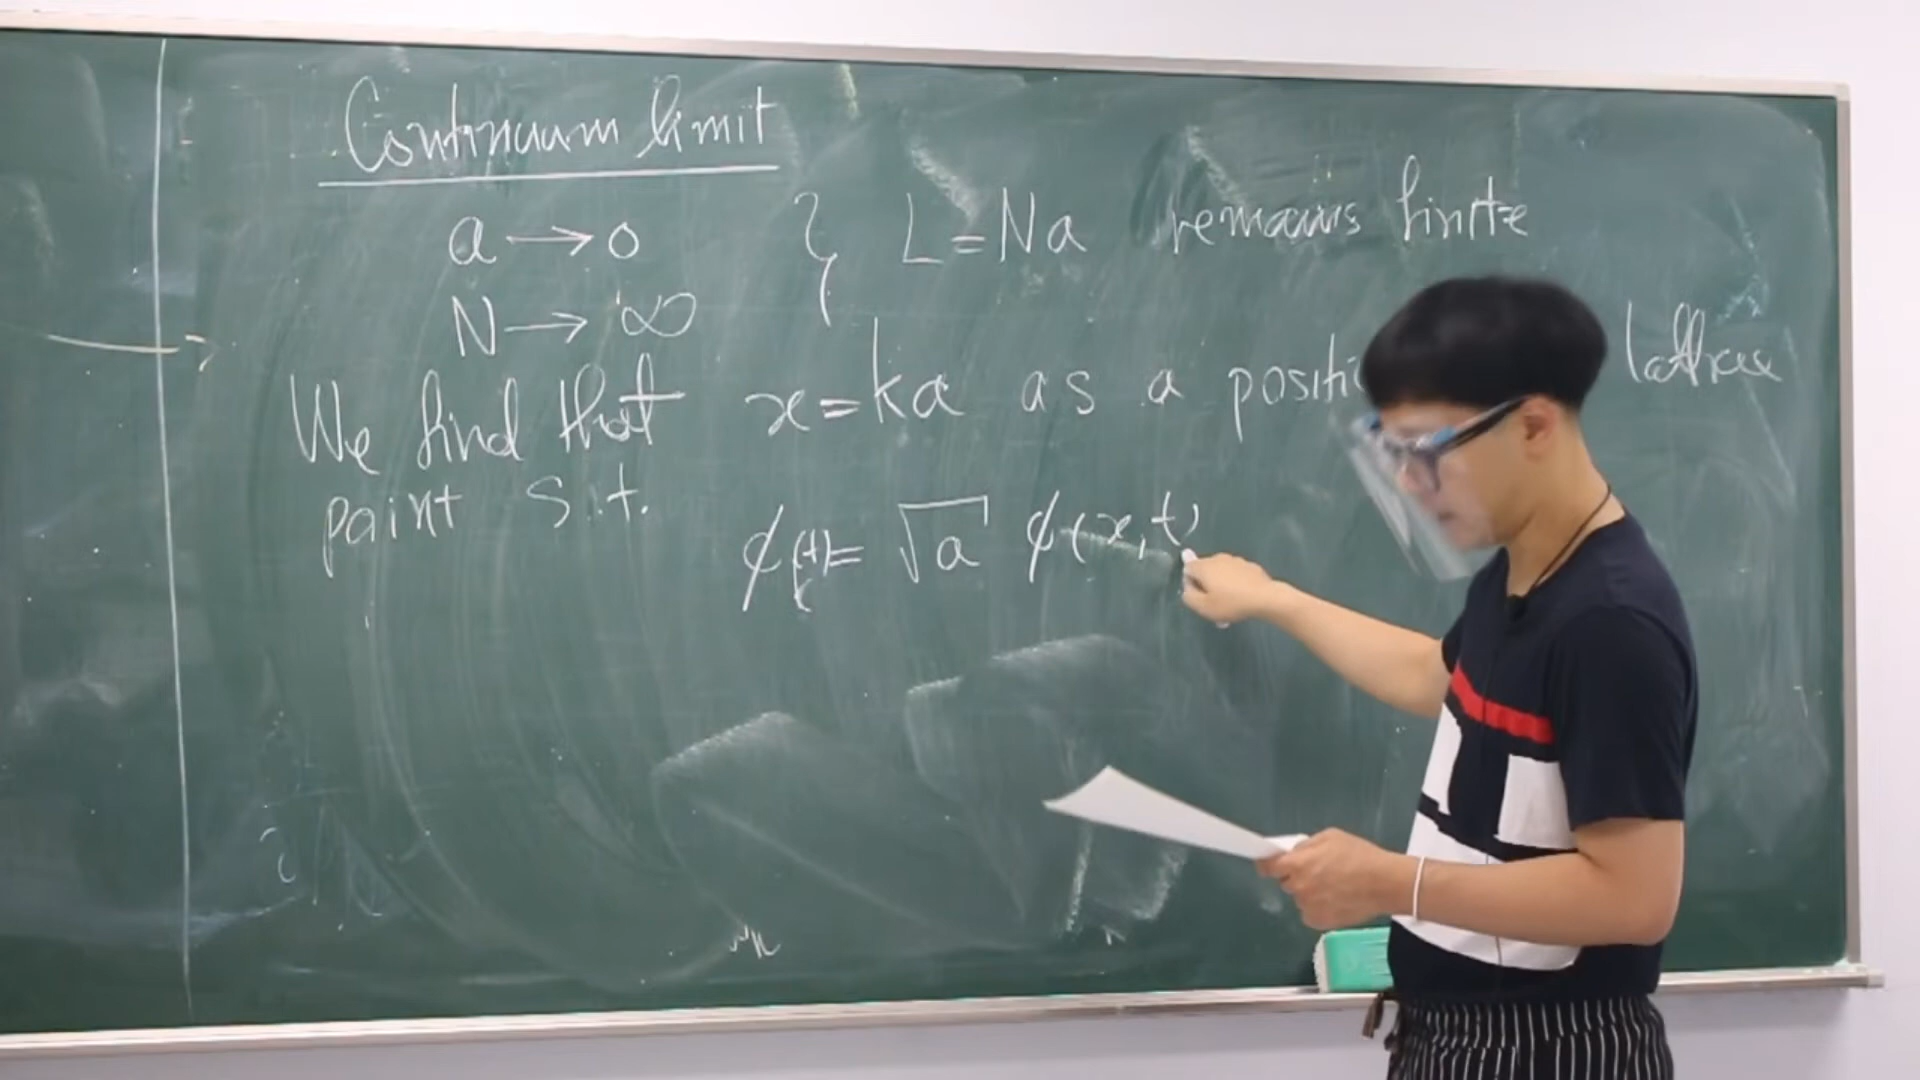 Continuum limit
a → 0 } L = Na remains finite
N → ∞
We find that x = ka as a positi lattice
point s.t.
ϕ(t) = √a ϕ(x,t)